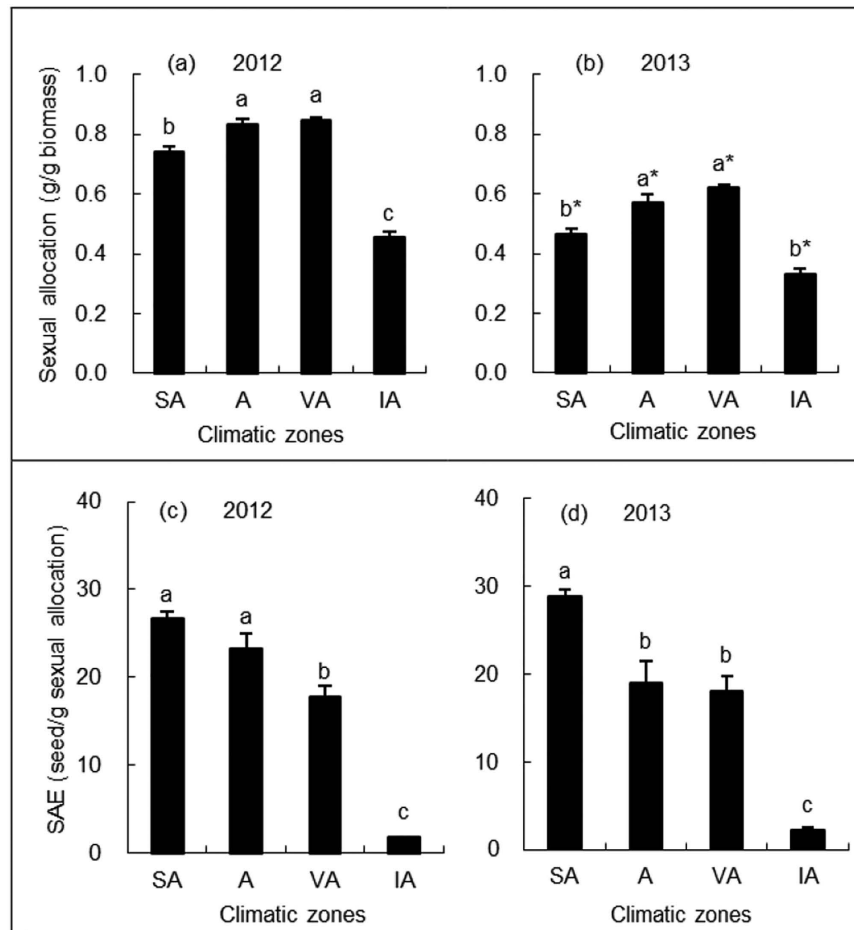 (a) 2012
Sexual allocation (g/g biomass)
1.0
0.8
0.6
0.4
0.2
0.0
b
a
a
c
SA A VA IA
Climatic zones
(b) 2013
1.0
0.8
0.6
0.4
0.2
0.0
b*
a*
a*
b*
SA A VA IA
Climatic zones
(c) 2012
SAE (seed/g sexual allocation)
40
30
20
10
0
a
a
b
c
SA A VA IA
Climatic zones
(d) 2013
40
30
20
10
0
a
b
b
c
SA A VA IA
Climatic zones